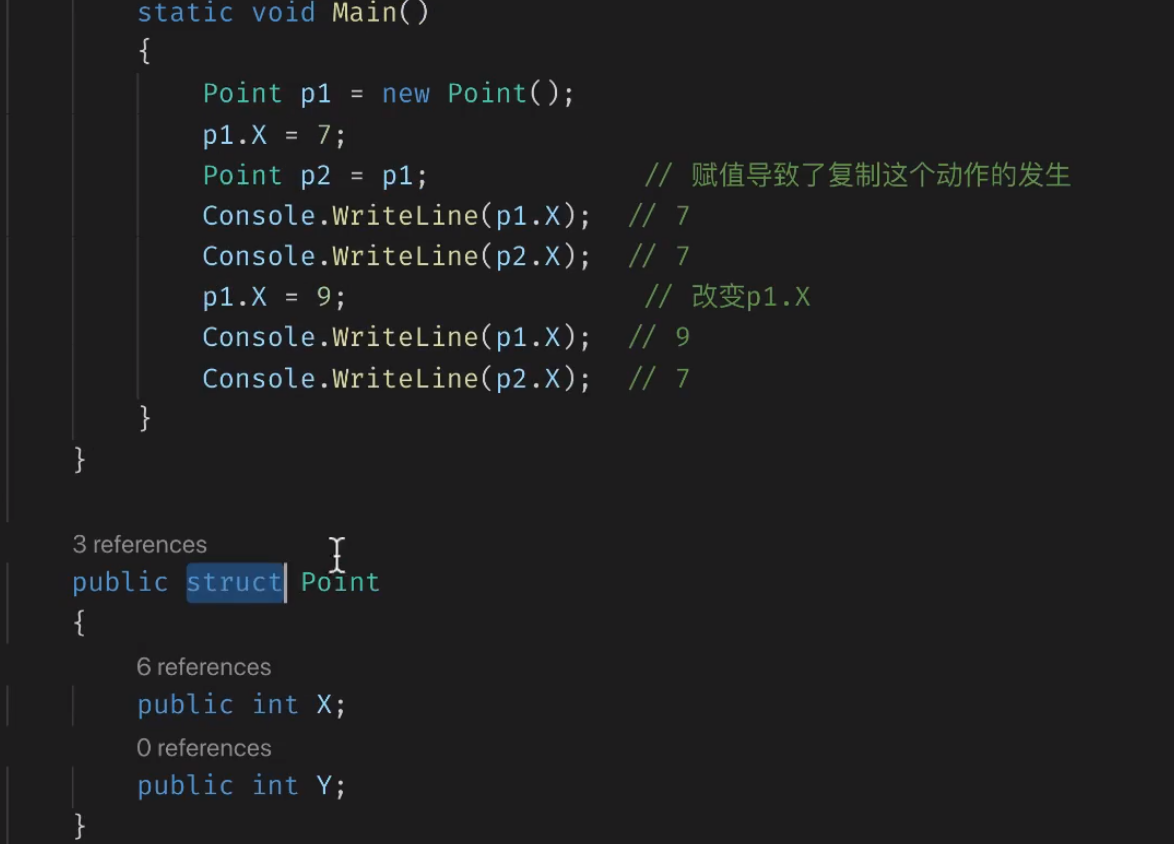 static void Main()
{
Point p1 = new Point();
p1.X = 7;
Point p2 = p1; // 赋值导致了复制这个动作的发生
Console.WriteLine(p1.X); // 7
Console.WriteLine(p2.X); // 7
p1.X = 9; // 改变p1.X
Console.WriteLine(p1.X); // 9
Console.WriteLine(p2.X); // 7
}
}
3 references
public struct Point
{
6 references
public int X;
0 references
public int Y;
}